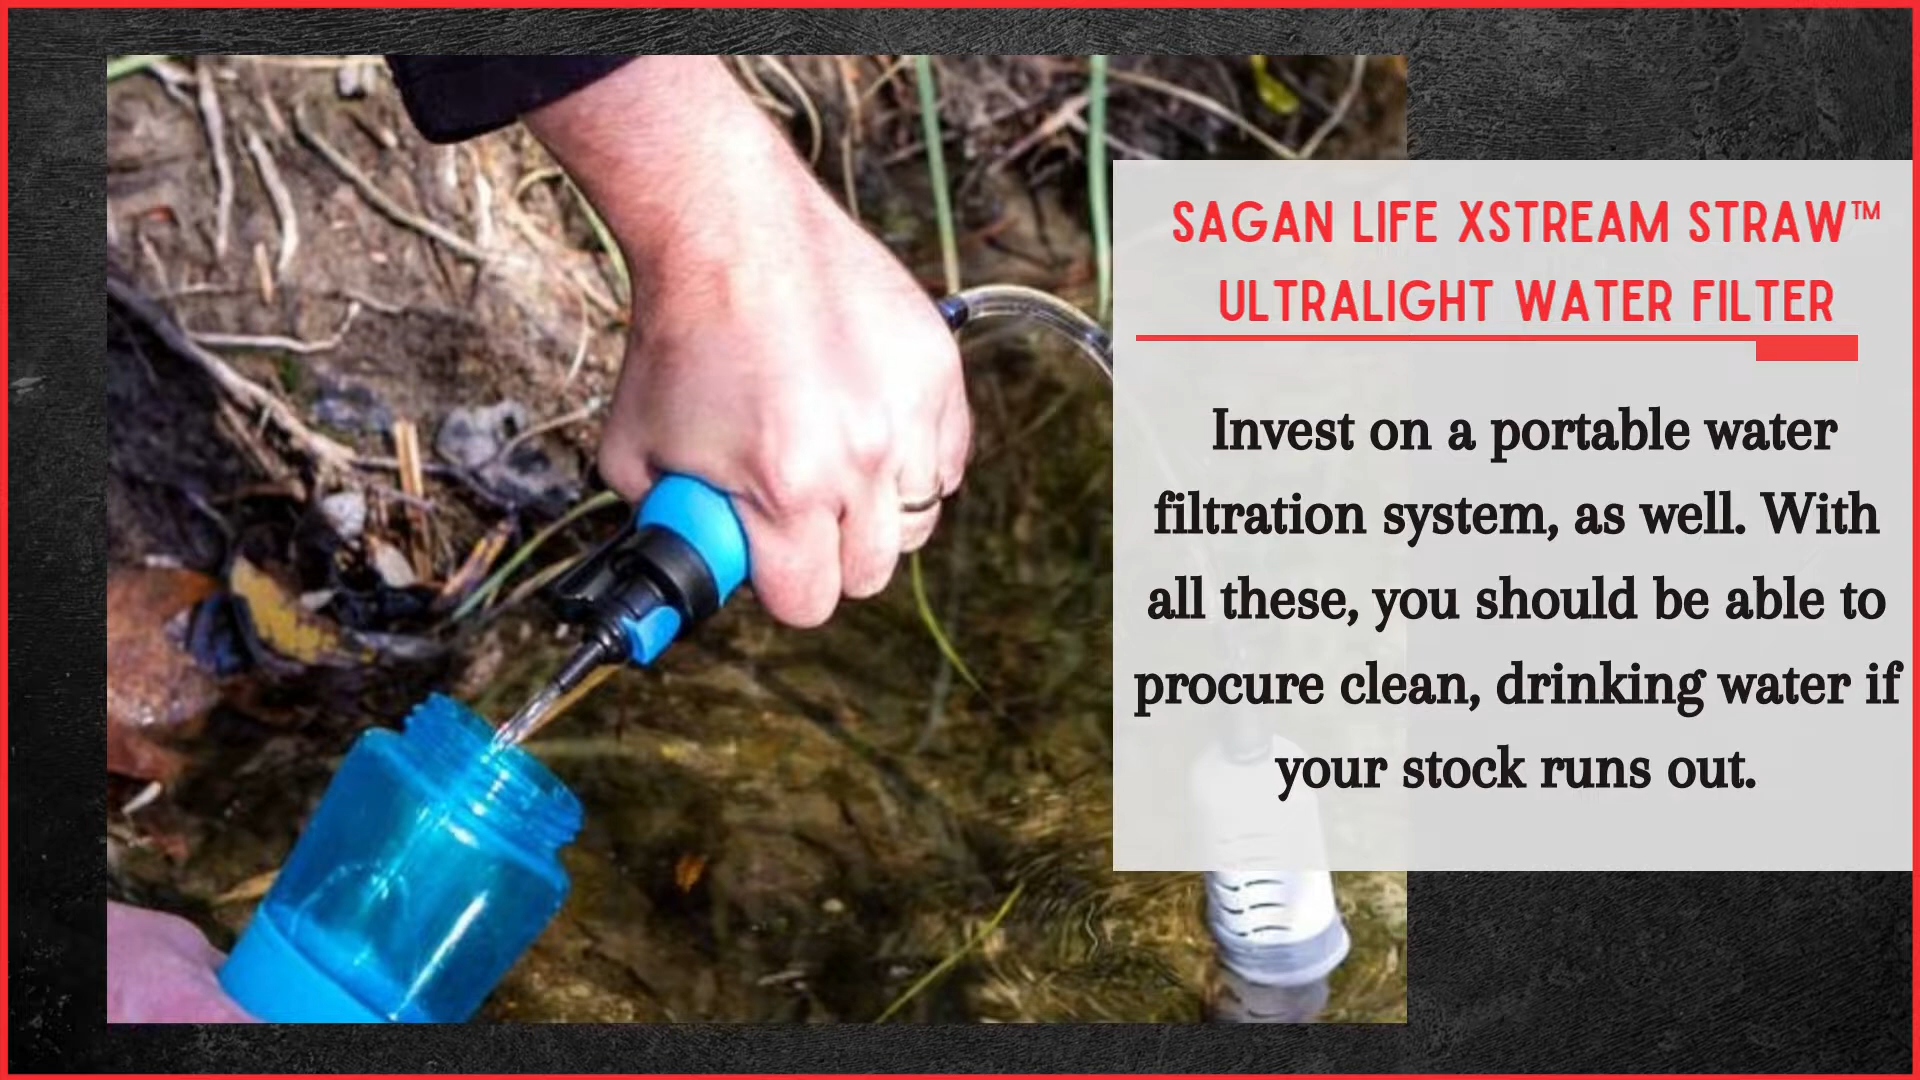 SAGAN LIFE XSTREAM STRAW™
ULTRALIGHT WATER FILTER
Invest on a portable water
filtration system, as well. With
all these, you should be able to
procure clean, drinking water if
your stock runs out.